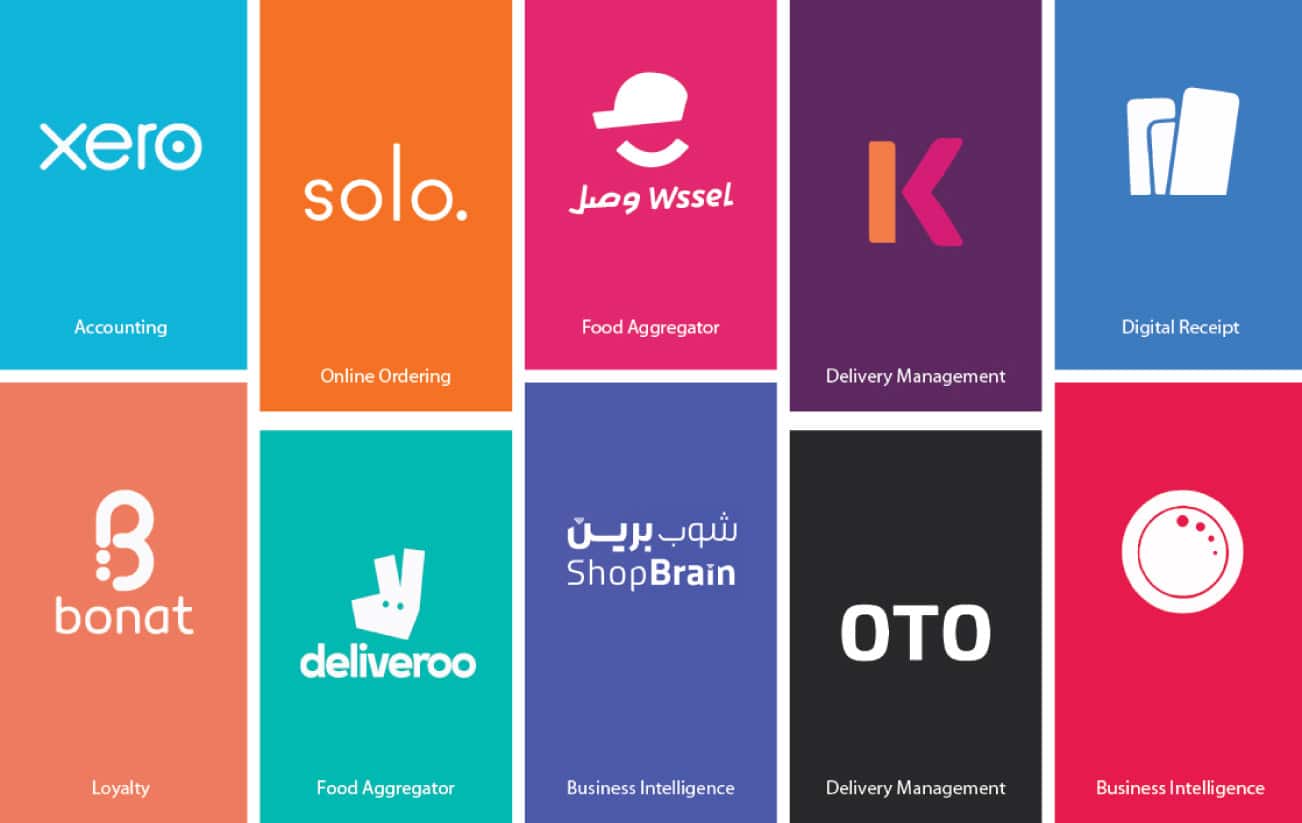 xero
Accounting
solo.
Online Ordering
وصل Wssel
Food Aggregator
K
Delivery Management
Digital Receipt
bonat
Loyalty
deliveroo
Food Aggregator
شوب برين
ShopBrain
Business Intelligence
OTO
Delivery Management
Business Intelligence